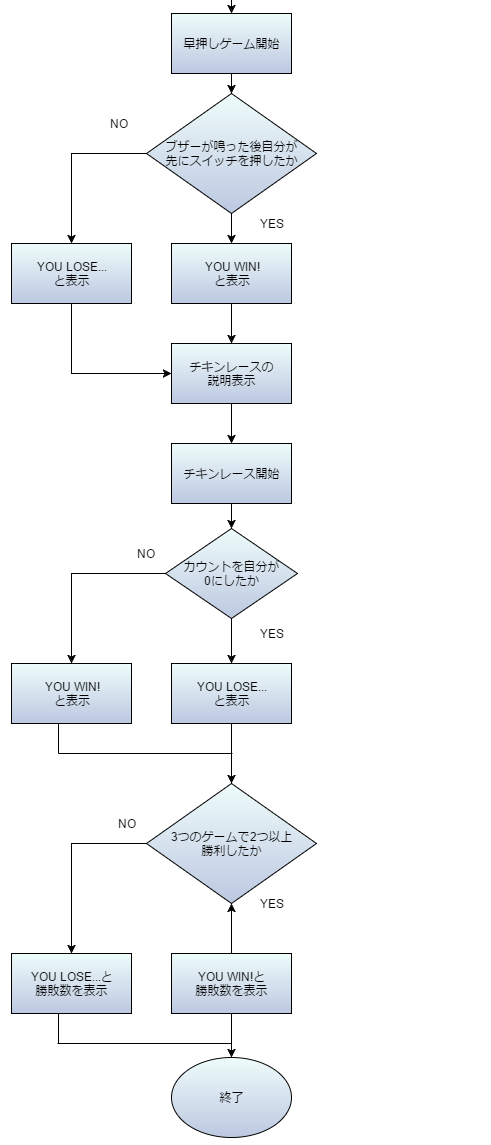 早押しゲーム開始
NO
ブザーが鳴った後自分が
先にスイッチを押したか
YES
YOU LOSE...
と表示
YOU WIN!
と表示
チキンレースの
説明表示
チキンレース開始
NO
カウントを自分が
0にしたか
YES
YOU WIN!
と表示
YOU LOSE...
と表示
NO
3つのゲームで2つ以上
勝利したか
YES
YOU LOSE...と
勝敗数を表示
YOU WIN!と
勝敗数を表示
終了